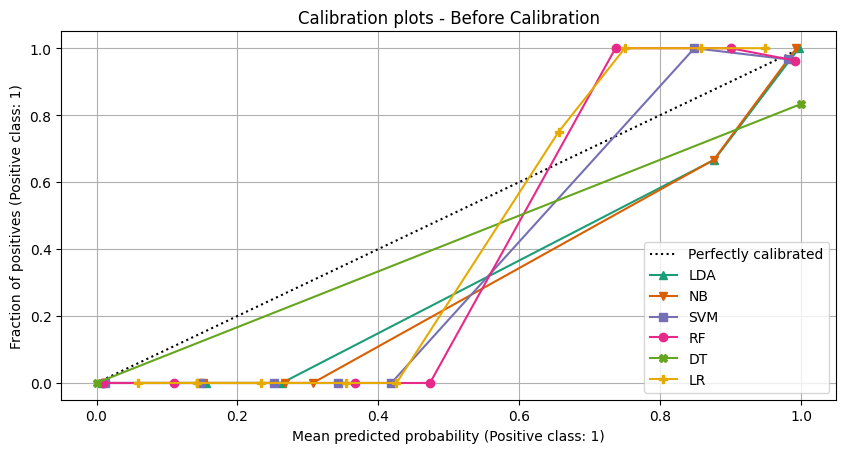 Calibration plots - Before Calibration
Fraction of positives (Positive class: 1)
1.0
0.8
0.6
0.4
0.2
0.0
Perfectly calibrated
LDA
NB
SVM
RF
DT
LR
0.0 0.2 0.4 0.6 0.8 1.0
Mean predicted probability (Positive class: 1)